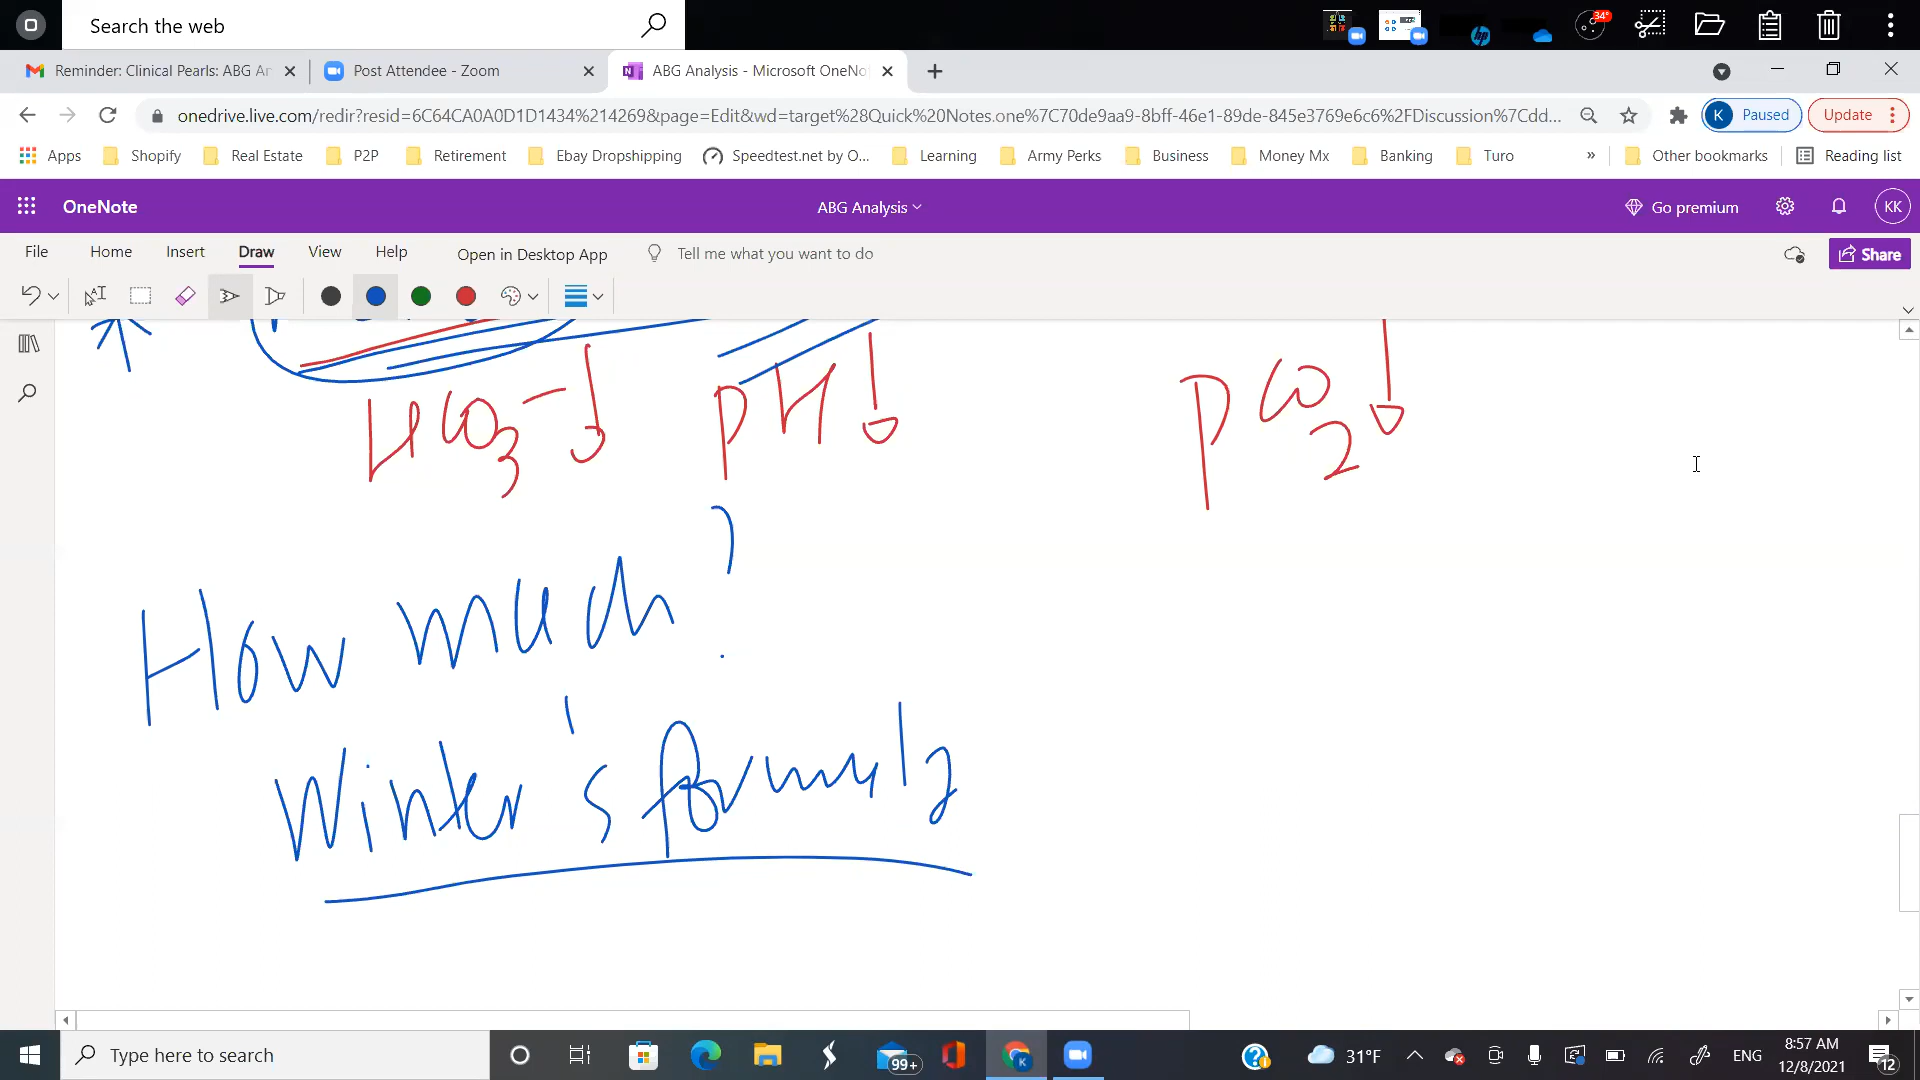 Search the web
34°
Reminder: Clinical Pearls: ABG An
Post Attendee - Zoom
ABG Analysis - Microsoft OneNo
onedrive.live.com/redir?resid=6C64CA0A0D1D1434%214269&page=Edit&wd=target%28Quick%20Notes.one%7C70de9aa9-8bff-46e1-89de-845e3769e6c6%2FDiscussion%7Cdd...
K Paused
Update
Apps Shopify Real Estate P2P Retirement Ebay Dropshipping Speedtest.net by O... Learning Army Perks Business Money Mx Banking Turo » Other bookmarks Reading list
OneNote
ABG Analysis
Go premium
KK
File Home Insert Draw View Help Open in Desktop App Tell me what you want to do
Share
HCO3- pH pCO2
How much?
Winter's formula
Type here to search
99+
31°F
ENG
8:57 AM
12/8/2021
12